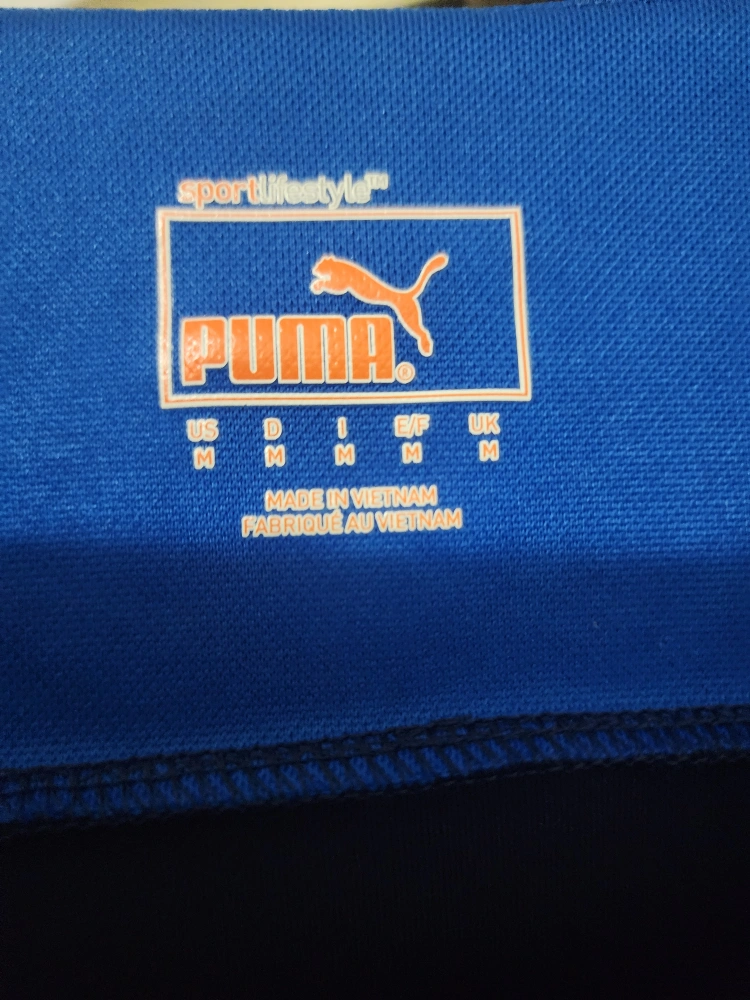 sportlifestyle™
PUMA®
US D I E/F UK
M M M M M
MADE IN VIETNAM
FABRIQUÉ AU VIETNAM